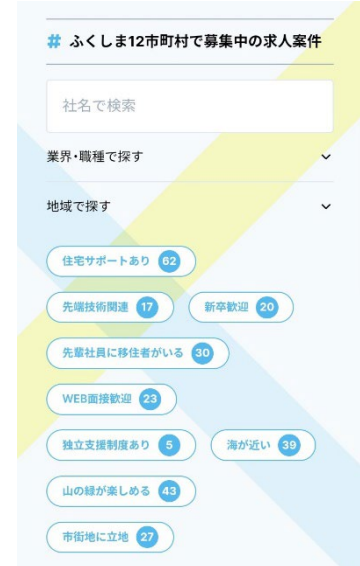 # ふくしま12市町村で募集中の求人案件
社名で検索
業界・職種で探す
地域で探す
住宅サポートあり 62
先端技術関連 17 新卒歓迎 20
先輩社員に移住者がいる 30
WEB面接歓迎 23
独立支援制度あり 5 海が近い 39
山の緑が楽しめる 43
市街地に立地 27